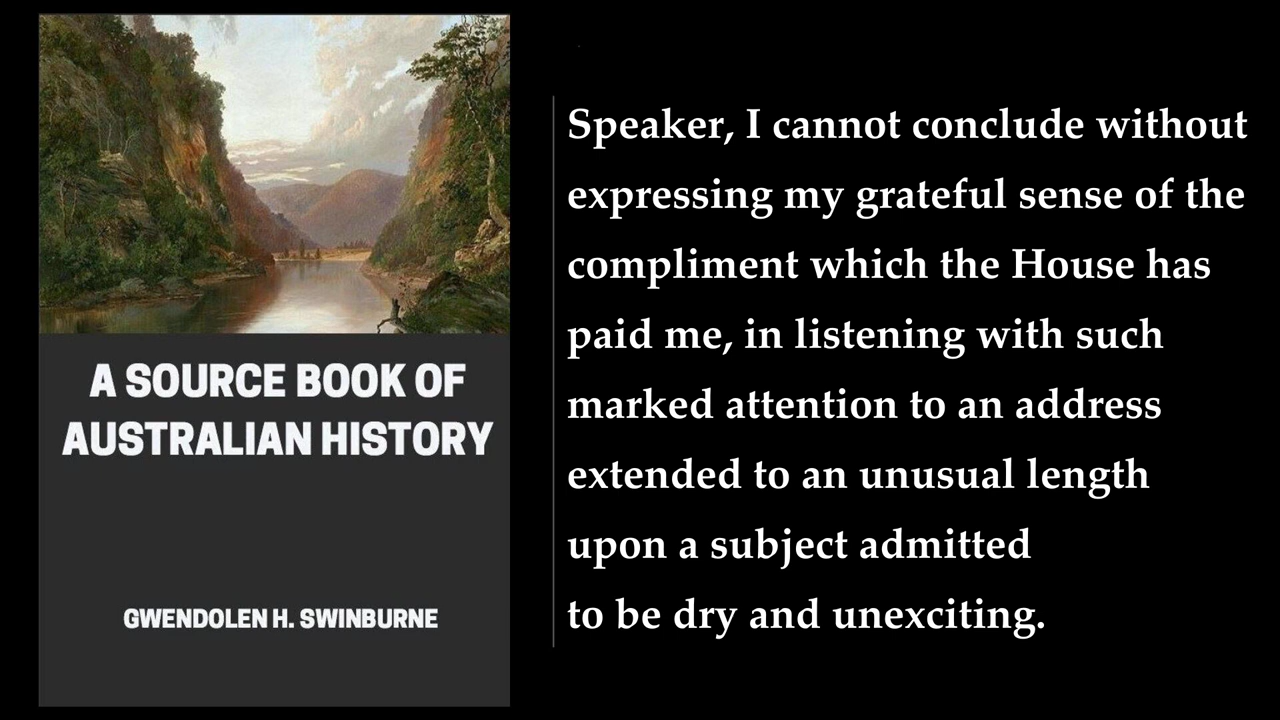 A SOURCE BOOK OF
AUSTRALIAN HISTORY
GWENDOLEN H. SWINBURNE
Speaker, I cannot conclude without
expressing my grateful sense of the
compliment which the House has
paid me, in listening with such
marked attention to an address
extended to an unusual length
upon a subject admitted
to be dry and unexciting.